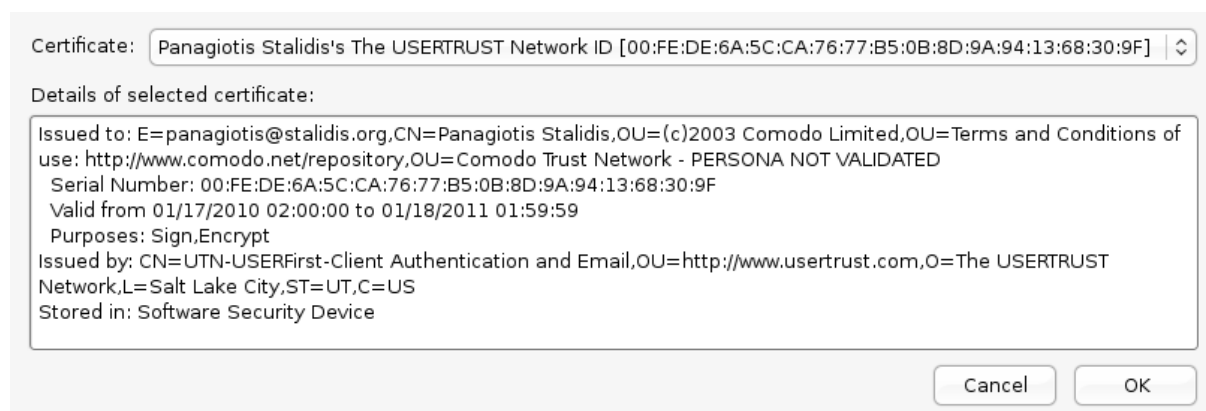 Certificate: Panagiotis Stalidis's The USERTRUST Network ID [00:FE:DE:6A:5C:CA:76:77:B5:0B:8D:9A:94:13:68:30:9F]
Details of selected certificate:
Issued to: E=panagiotis@stalidis.org,CN=Panagiotis Stalidis,OU=(c)2003 Comodo Limited,OU=Terms and Conditions of
use: http://www.comodo.net/repository,OU=Comodo Trust Network - PERSONA NOT VALIDATED
Serial Number: 00:FE:DE:6A:5C:CA:76:77:B5:0B:8D:9A:94:13:68:30:9F
Valid from 01/17/2010 02:00:00 to 01/18/2011 01:59:59
Purposes: Sign,Encrypt
Issued by: CN=UTN-USERFirst-Client Authentication and Email,OU=http://www.usertrust.com,O=The USERTRUST
Network,L=Salt Lake City,ST=UT,C=US
Stored in: Software Security Device
Cancel OK